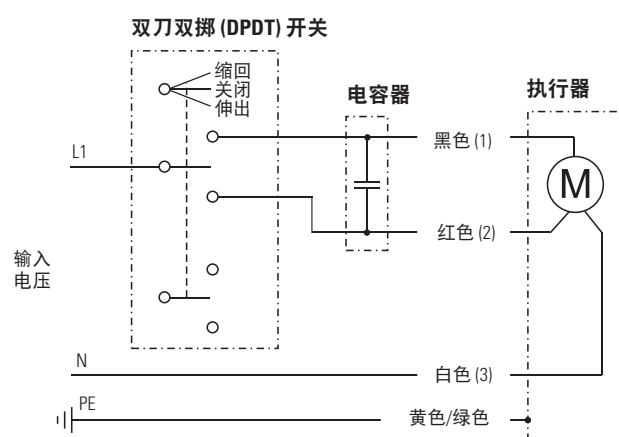 双刀双掷 (DPDT) 开关
缩回
关闭
伸出
电容器
执行器
L1
黑色 (1)
M
红色 (2)
输入
电压
N
白色 (3)
PE
黄色/绿色